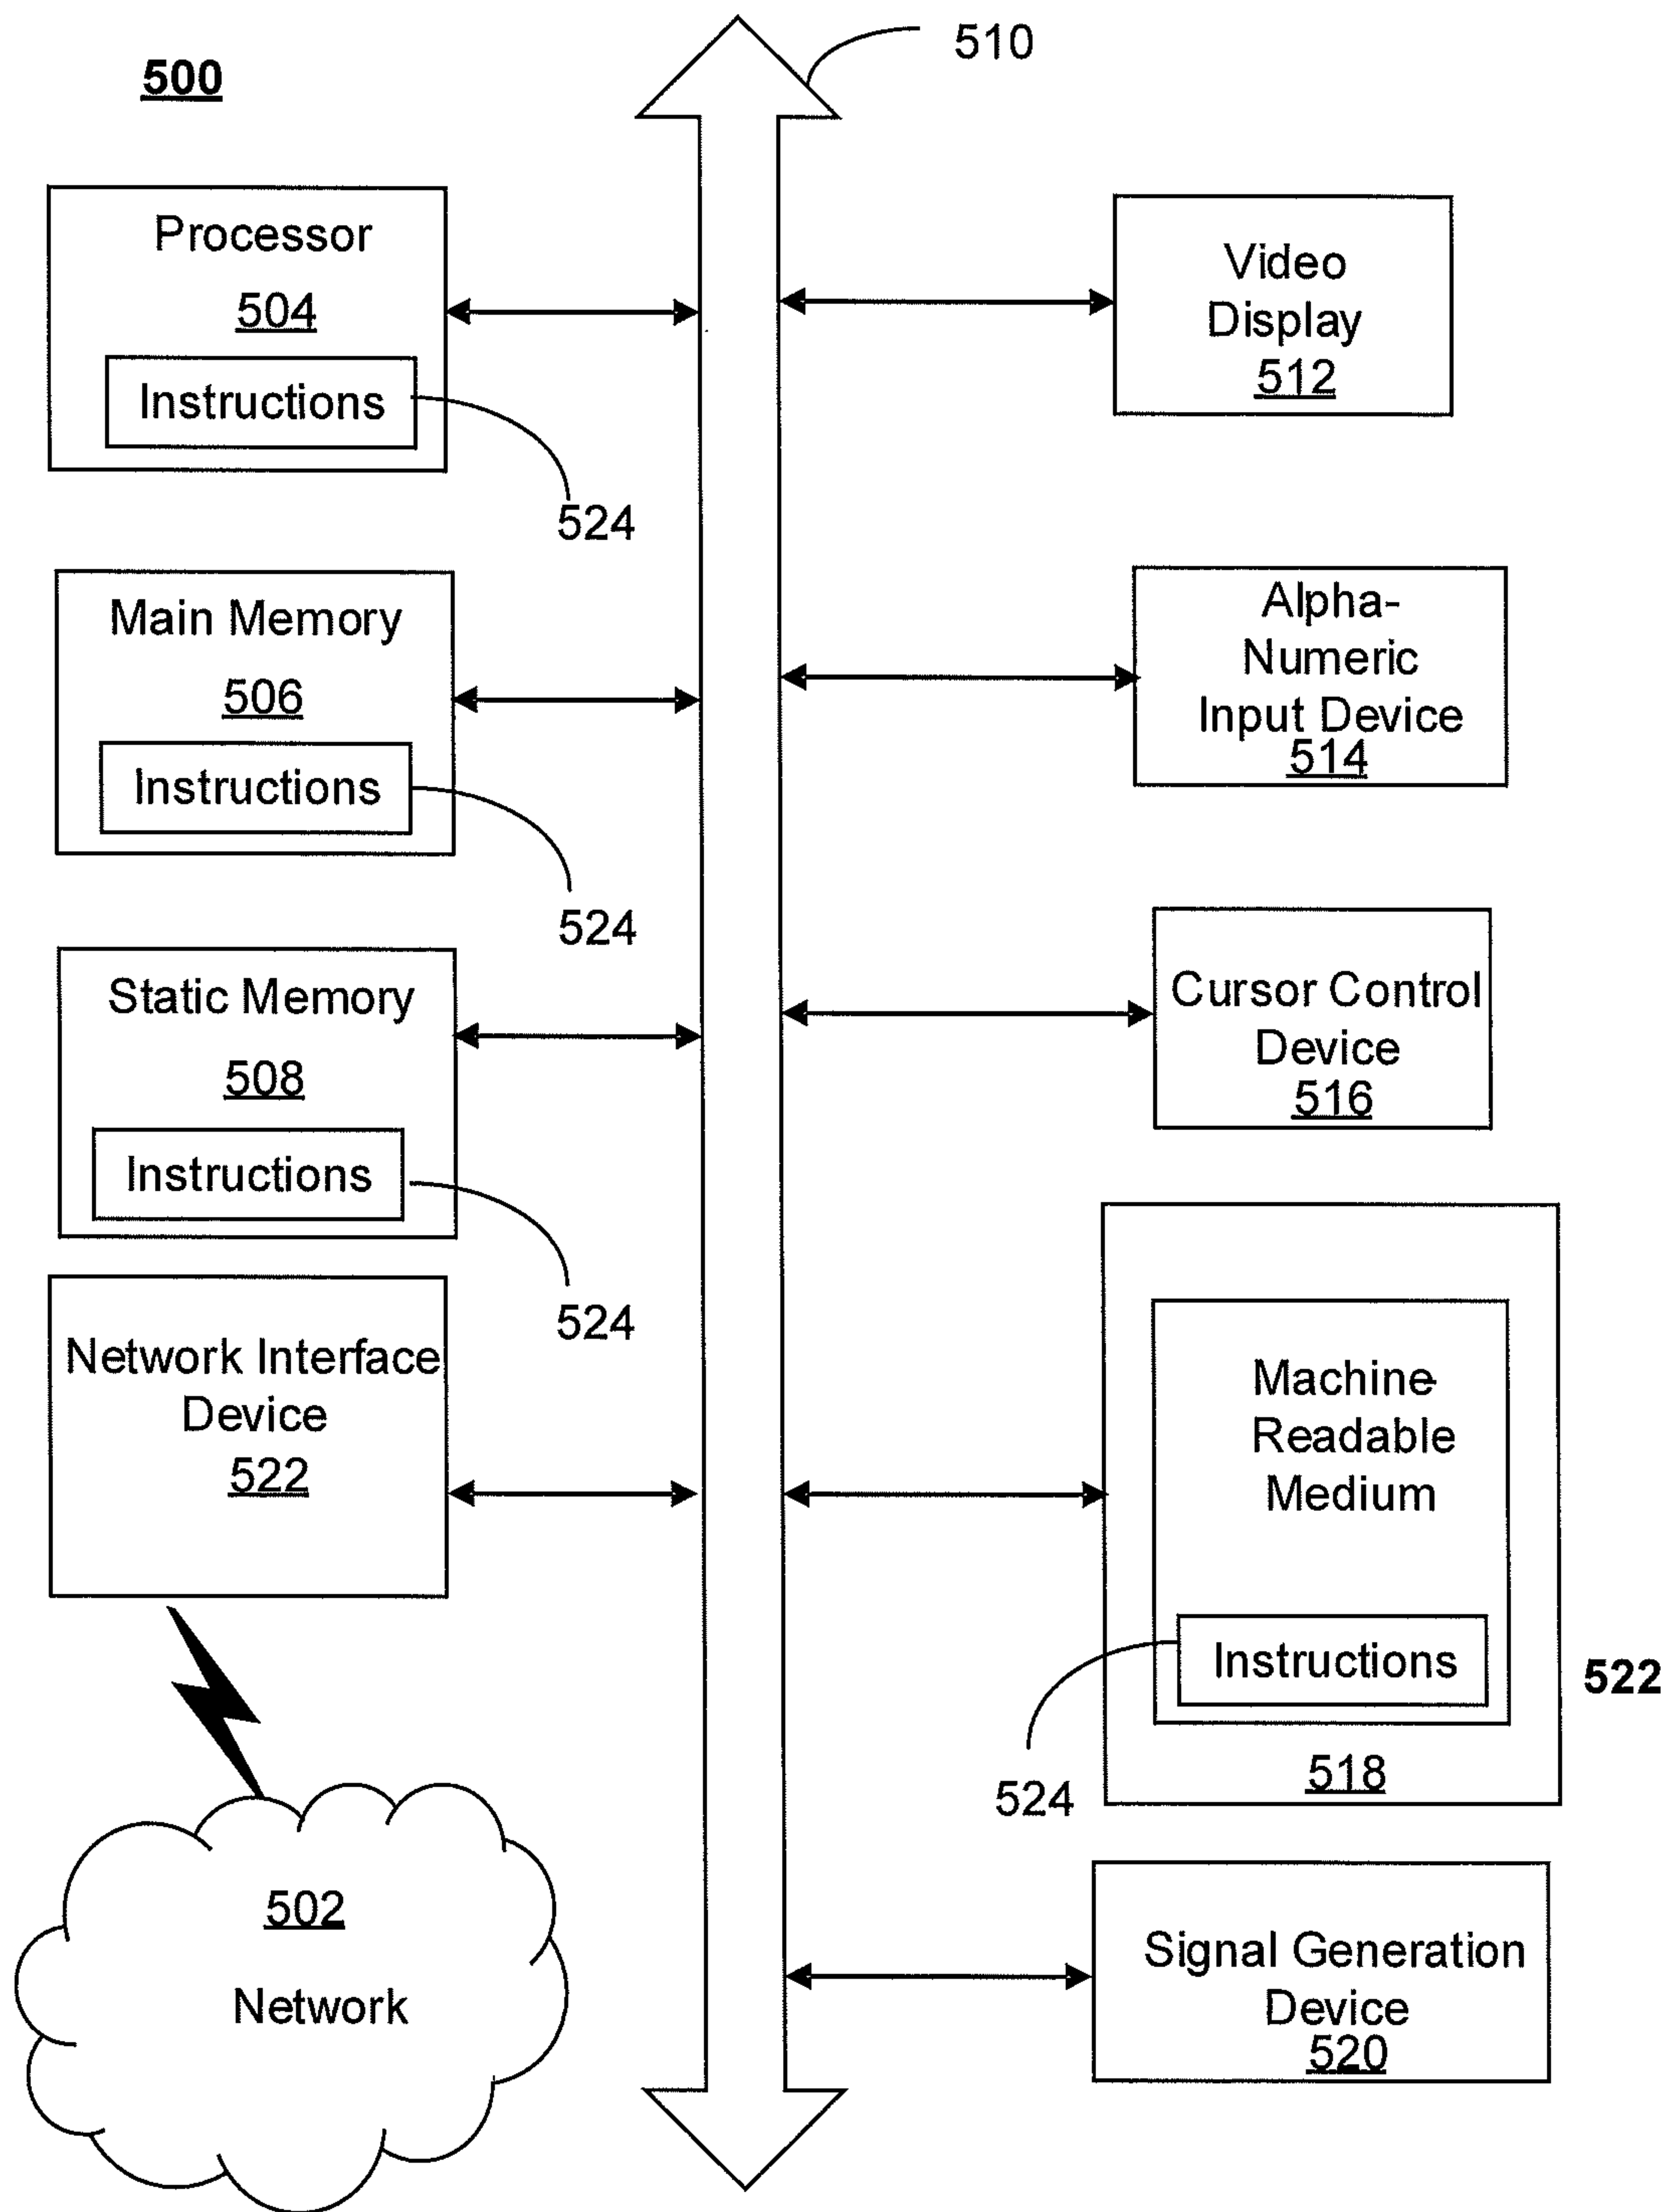 500
510
Processor
504
Instructions
524
Main Memory
506
Instructions
524
Static Memory
508
Instructions
524
Network Interface
Device
522
502
Network
Video
Display
512
Alpha-
Numeric
Input Device
514
Cursor Control
Device
516
Machine-
Readable
Medium
Instructions
522
524
518
Signal Generation
Device
520